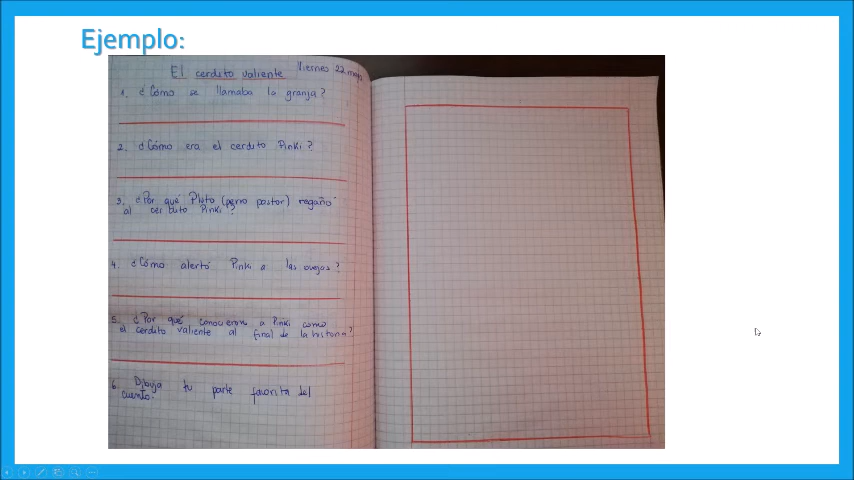 Ejemplo:
El cerdito valiente Viernes 22 mayo
1. ¿Cómo se llamaba la granja?
2. ¿Cómo era el cerdito Pinki?
3. ¿Por qué Pluto (perro pastor) regañó
al cerdito Pinki?
4. ¿Cómo alertó Pinki a las ovejas?
5. ¿Por qué conocieron a Pinki como
el cerdito valiente al final de la historia?
6. Dibuja tu parte favorita del
cuento.